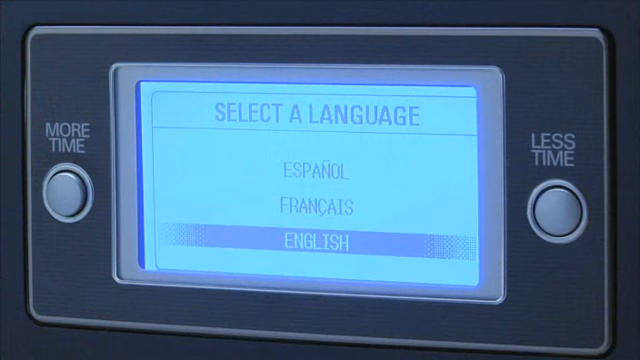 SELECT A LANGUAGE
MORE
TIME
LESS
TIME
ESPAÑOL
FRANÇAIS
ENGLISH